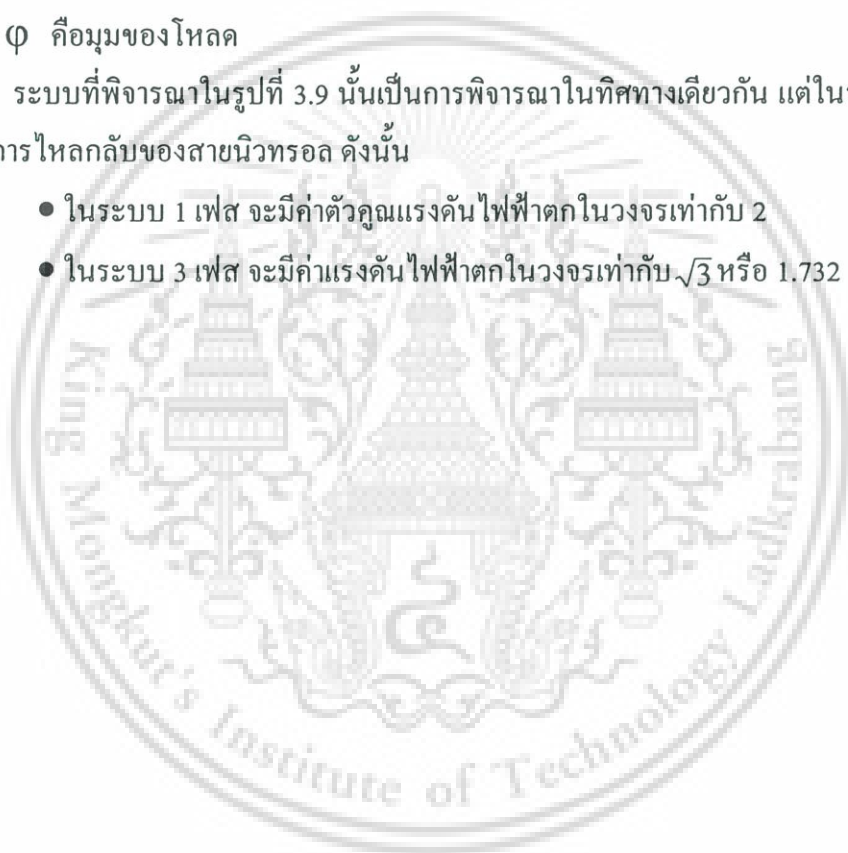 φ คือมุมของโหลด
ระบบที่พิจารณาในรูปที่ 3.9 นั้นเป็นการพิจารณาในทิศทางเดียวกัน แต่ใน
การไหลกลับของสายนิวทรอล ดังนั้น
● ในระบบ 1 เฟส จะมีค่าตัวคูณแรงดันไฟฟ้าตกในวงจรเท่ากับ 2
● ในระบบ 3 เฟส จะมีค่าแรงดันไฟฟ้าตกในวงจรเท่ากับ √3 หรือ 1.732
King Mongkut's Institute of Technology Ladkrabang